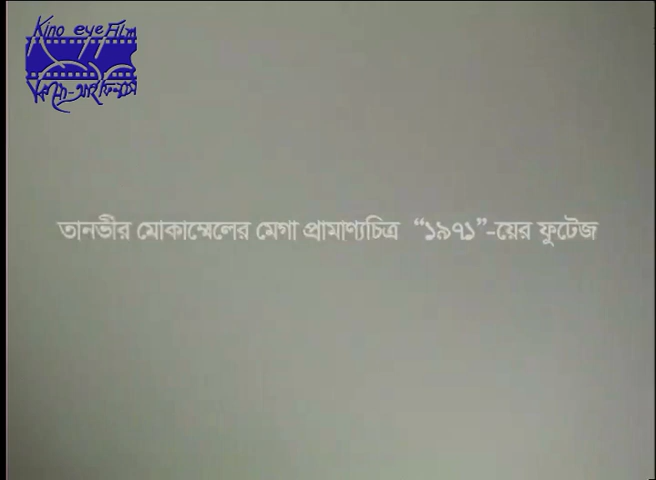 Kino eye Film
কিনো-আই ফিল্মস
তানভীর মোকাম্মেলের মেগা প্রামাণ্যচিত্র “১৯৭১”-য়ের ফুটেজ